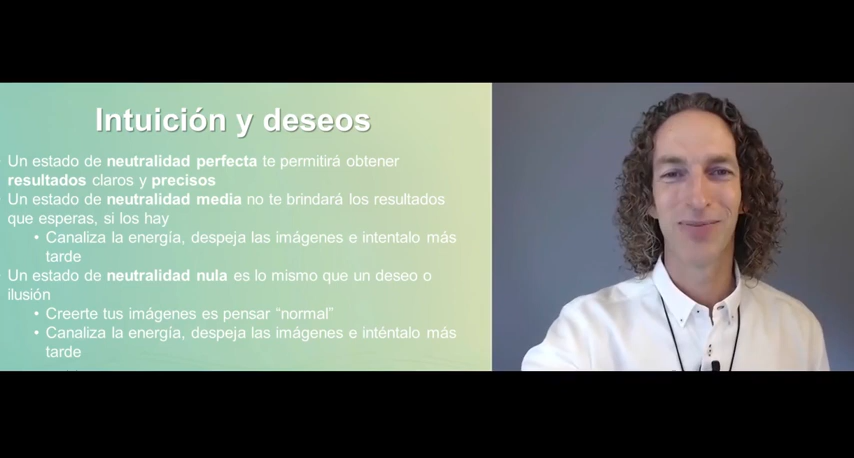 Intuición y deseos
Un estado de neutralidad perfecta te permitirá obtener
resultados claros y precisos
Un estado de neutralidad media no te brindará los resultados
que esperas, si los hay
• Canaliza la energía, despeja las imágenes e intentalo más
tarde
Un estado de neutralidad nula es lo mismo que un deseo o
ilusión
• Creerte tus imágenes es pensar “normal”
• Canaliza la energía, despeja las imágenes e inténtalo más
tarde